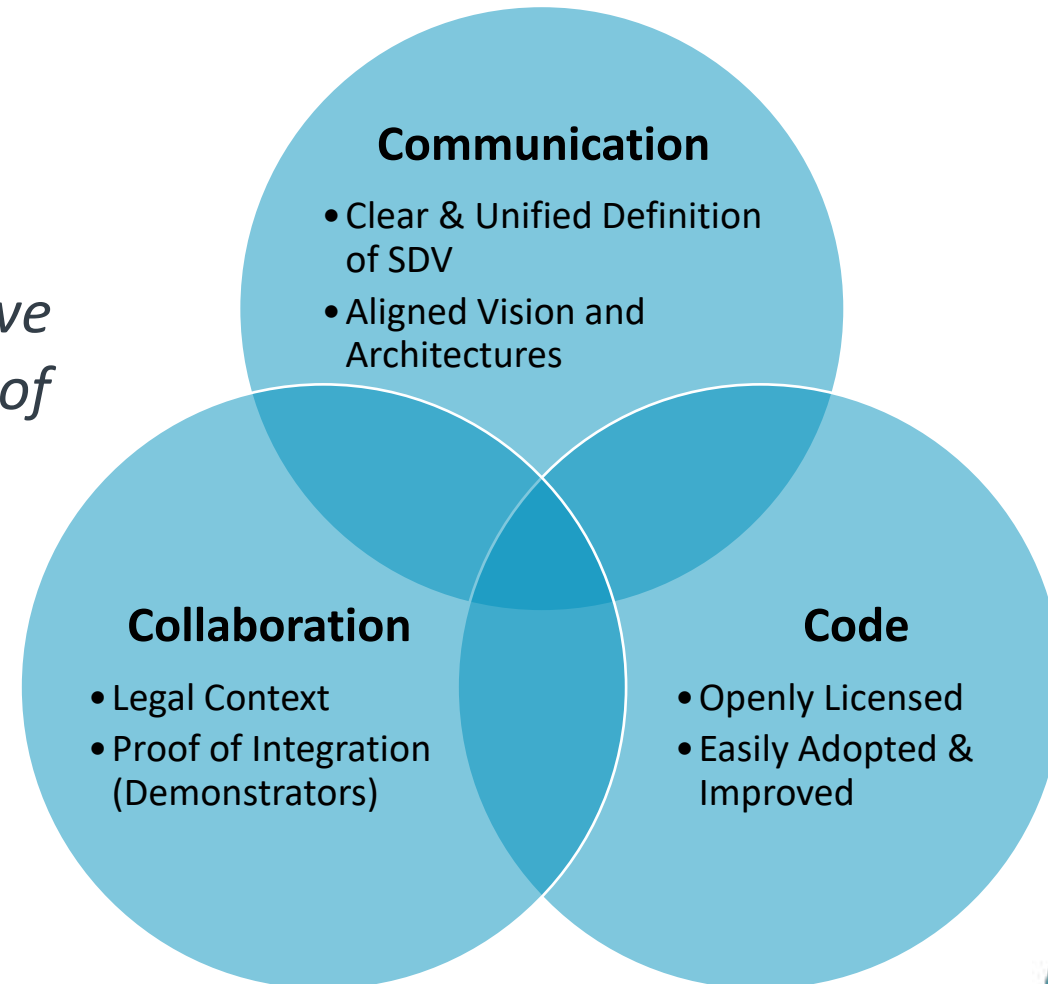 Communication
• Clear & Unified Definition
of SDV
• Aligned Vision and
Architectures
ve
of
Collaboration
• Legal Context
• Proof of Integration
(Demonstrators)
Code
• Openly Licensed
• Easily Adopted &
Improved